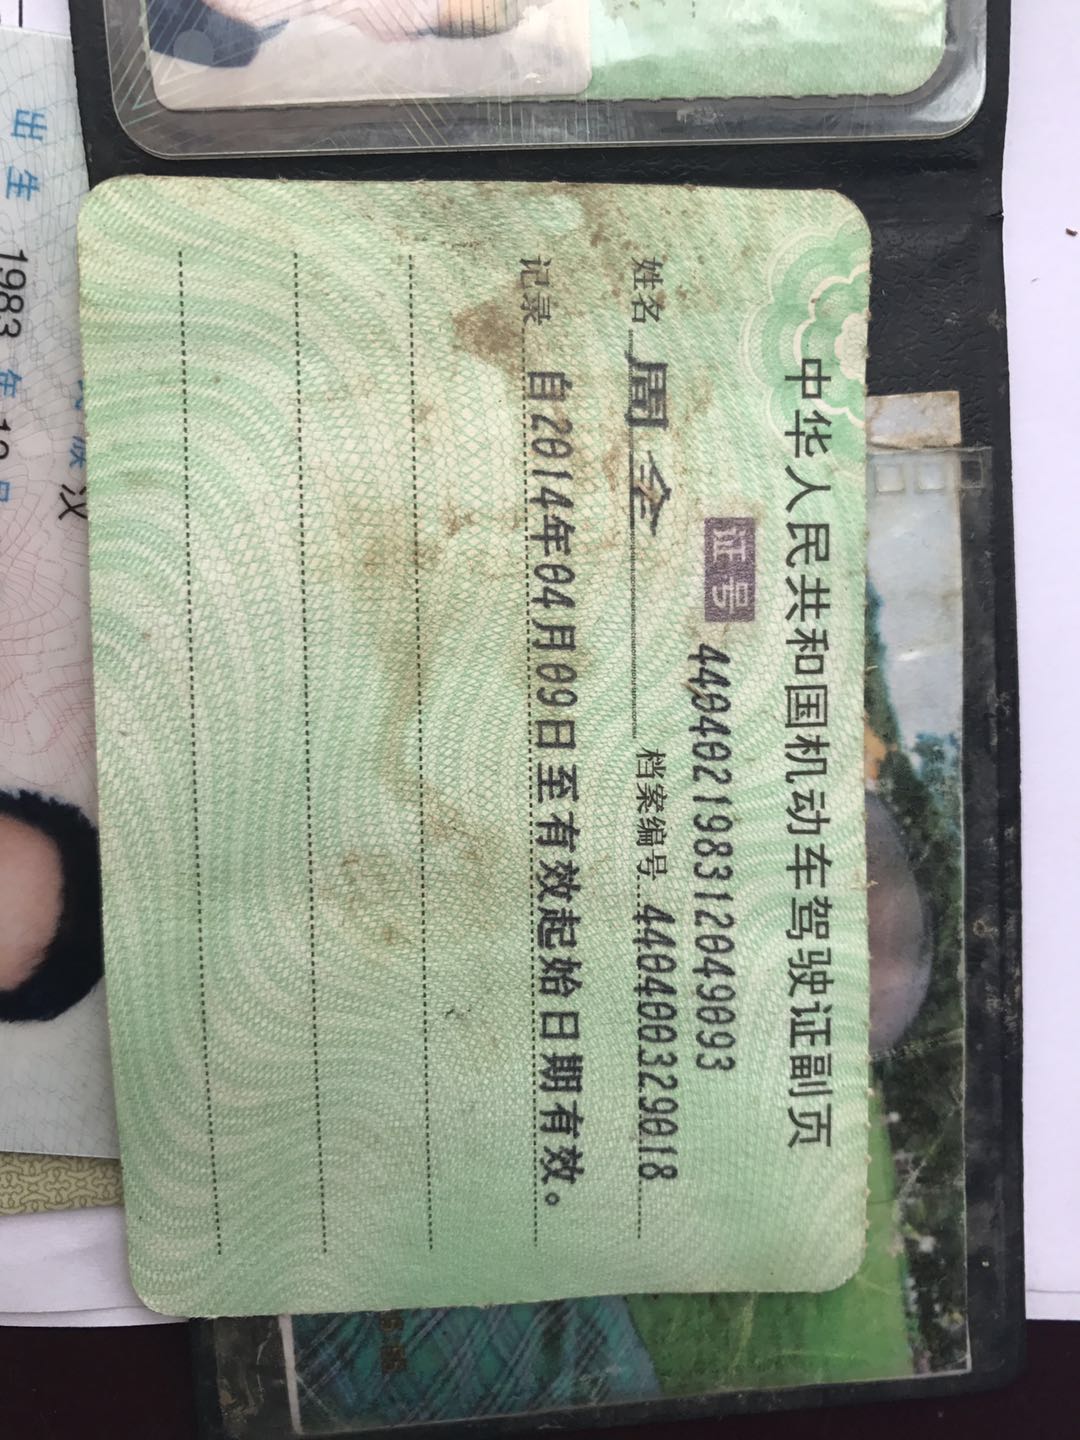 中华人民共和国机动车驾驶证副页
证号 440402198312049093
姓名 周全 档案编号 440400329018
记录 自2014年04月09日至有效起始日期有效。
民族 汉
出生 1983 年 12 月